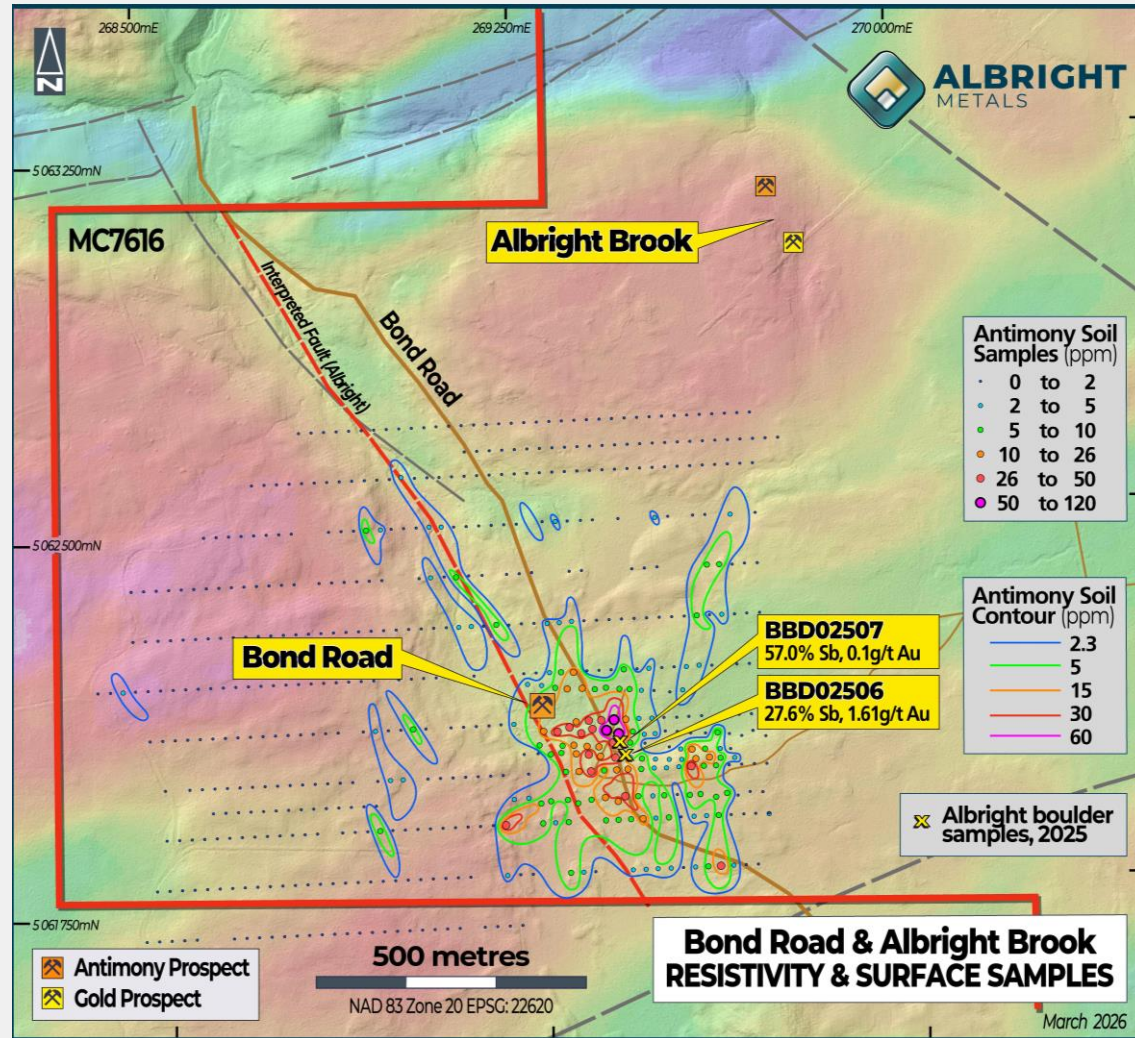 268 500mE
269 250mE
270 000mE
N
ALBRIGHT
METALS
5 063 250mN
MC7616
Albright Brook
Interpreted Fault (Albright)
Bond Road
Antimony Soil
Samples (ppm)
0 to 2
2 to 5
5 to 10
10 to 26
26 to 50
50 to 120
5 062 500mN
Antimony Soil
Contour (ppm)
2.3
5
15
30
60
BBD02507
57.0% Sb, 0.1g/t Au
Bond Road
BBD02506
27.6% Sb, 1.61g/t Au
Albright boulder
samples, 2025
5 061 750mN
Antimony Prospect
Gold Prospect
500 metres
NAD 83 Zone 20 EPSG: 22620
Bond Road & Albright Brook
RESISTIVITY & SURFACE SAMPLES
March 2026